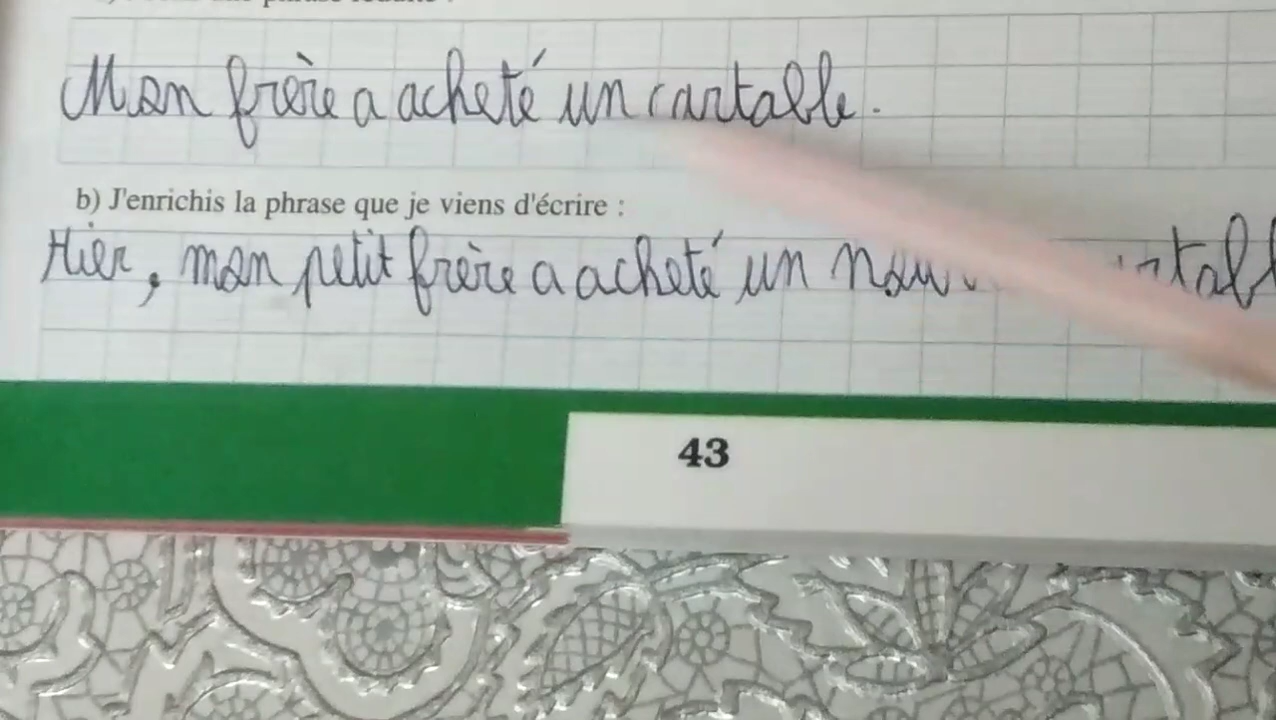 Mon frère a acheté un cartable.
b) J'enrichis la phrase que je viens d'écrire :
Hier, mon petit frère a acheté un
43